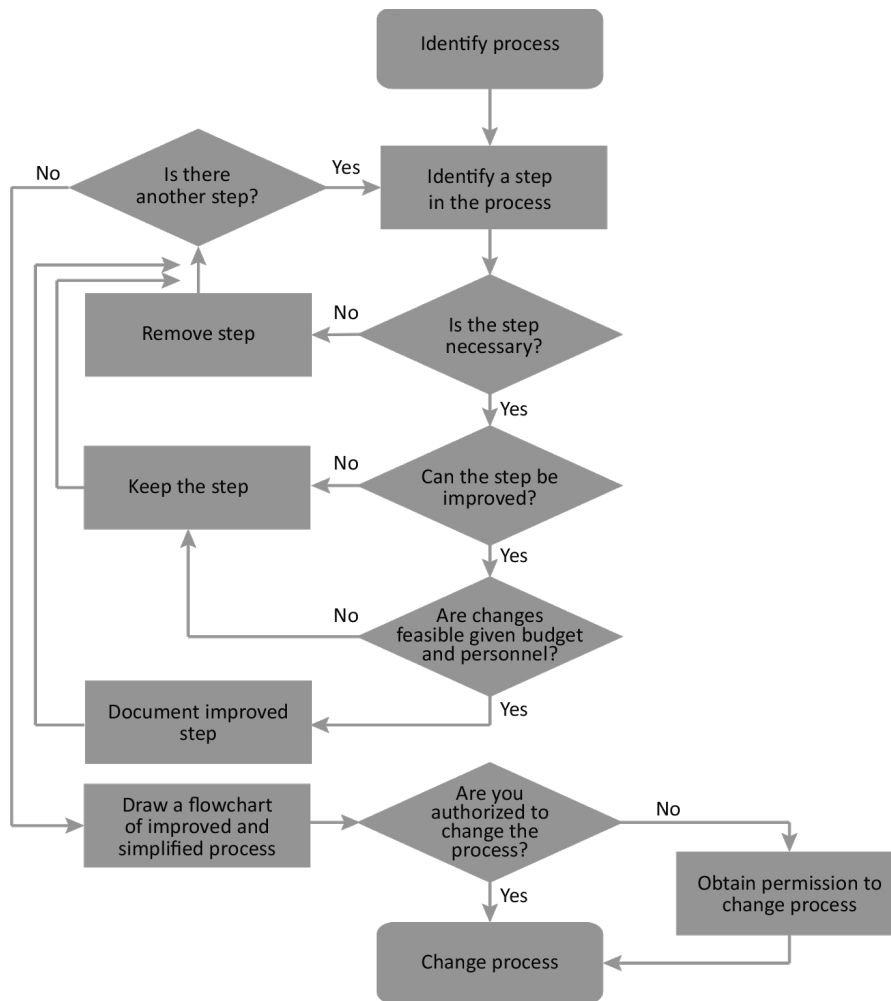 Identify process
No
Is there
another step?
Yes
Identify a step
in the process
Remove step
No
Is the step
necessary?
Yes
Keep the step
No
Can the step be
improved?
Yes
No
Are changes
feasible given budget
and personnel?
Document improved
step
Yes
Draw a flowchart
of improved and
simplified process
Are you
authorized to
change the
process?
No
Obtain permission to
change process
Yes
Change process